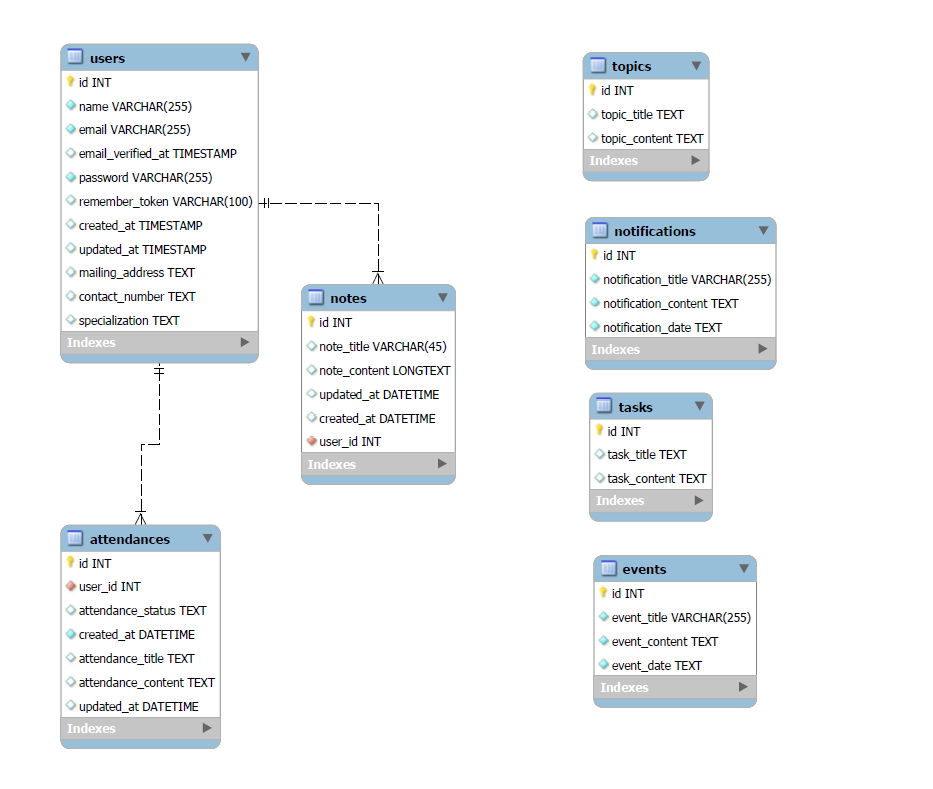 users
id INT
name VARCHAR(255)
email VARCHAR(255)
email_verified_at TIMESTAMP
password VARCHAR(255)
remember_token VARCHAR(100)
created_at TIMESTAMP
updated_at TIMESTAMP
mailing_address TEXT
contact_number TEXT
specialization TEXT
Indexes
notes
id INT
note_title VARCHAR(45)
note_content LONGTEXT
updated_at DATETIME
created_at DATETIME
user_id INT
Indexes
attendances
id INT
user_id INT
attendance_status TEXT
created_at DATETIME
attendance_title TEXT
attendance_content TEXT
updated_at DATETIME
Indexes
topics
id INT
topic_title TEXT
topic_content TEXT
Indexes
notifications
id INT
notification_title VARCHAR(255)
notification_content TEXT
notification_date TEXT
Indexes
tasks
id INT
task_title TEXT
task_content TEXT
Indexes
events
id INT
event_title VARCHAR(255)
event_content TEXT
event_date TEXT
Indexes